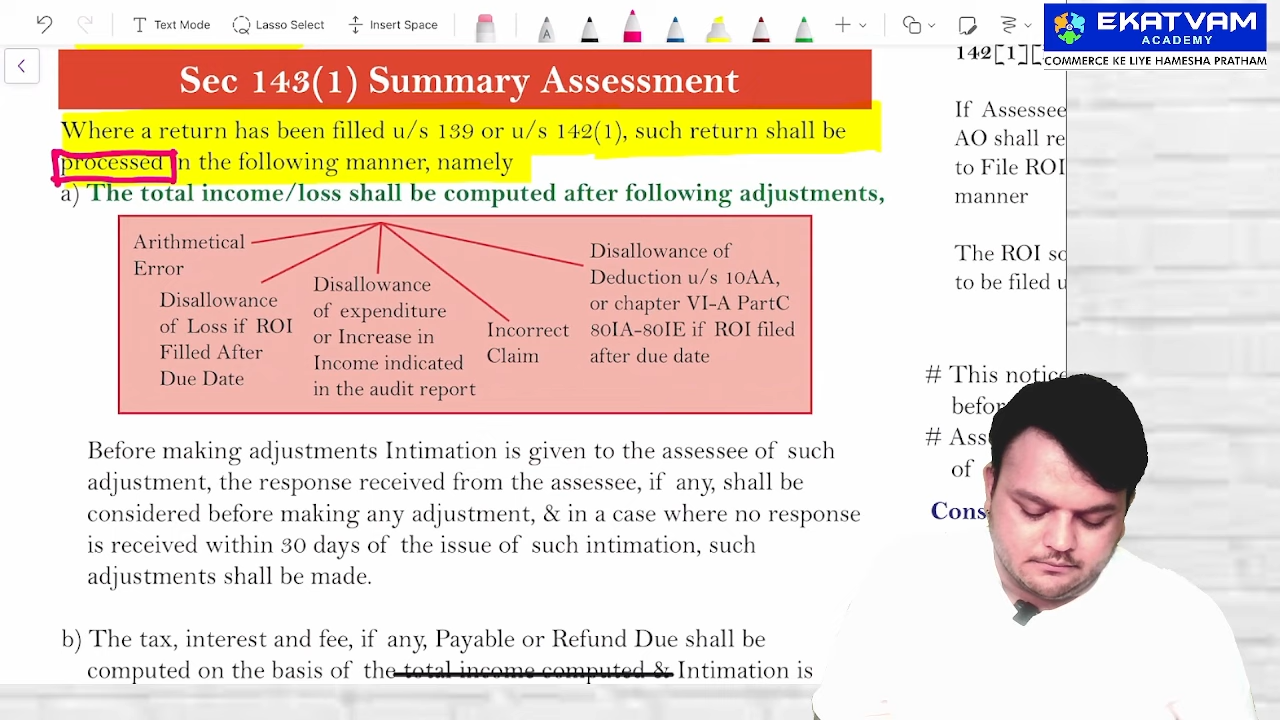 Text Mode
Lasso Select
Insert Space
EKATVAM
ACADEMY
COMMERCE KE LIYE HAMESHA PRATHAM
Sec 143(1) Summary Assessment
Where a return has been filled u/s 139 or u/s 142(1), such return shall be
processed in the following manner, namely
a) The total income/loss shall be computed after following adjustments,
Arithmetical
Error
Disallowance
of Loss if ROI
Filled After
Due Date
Disallowance
of expenditure
or Increase in
Income indicated
in the audit report
Incorrect
Claim
Disallowance of
Deduction u/s 10AA,
or chapter VI-A PartC
80IA-80IE if ROI filed
after due date
Before making adjustments Intimation is given to the assessee of such
adjustment, the response received from the assessee, if any, shall be
considered before making any adjustment, & in a case where no response
is received within 30 days of the issue of such intimation, such
adjustments shall be made.
b) The tax, interest and fee, if any, Payable or Refund Due shall be
computed on the basis of the total income computed & Intimation is
142[1][
If Assessee
AO shall re
to File ROI
manner
The ROI so
to be filed u
# This notice
befor
# Ass
of
Cons